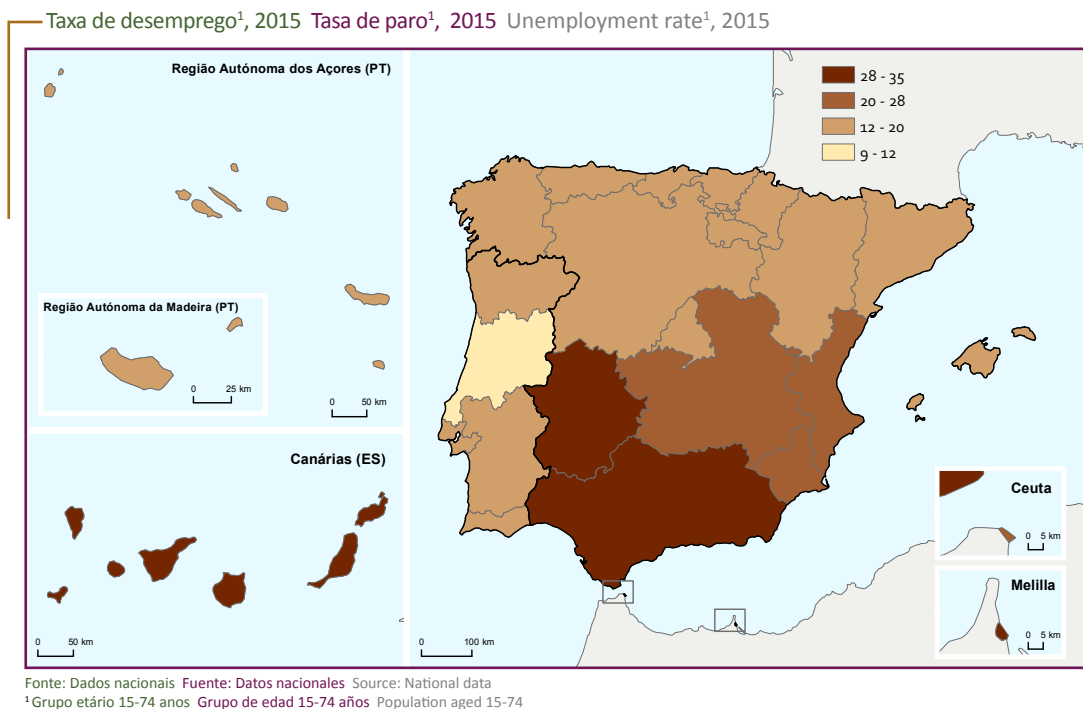 Taxa de desemprego¹, 2015 Tasa de paro¹, 2015 Unemployment rate¹, 2015
Região Autónoma dos Açores (PT)
28 - 35
20 - 28
12 - 20
9 - 12
Região Autónoma da Madeira (PT)
0 25 km
0 50 km
Canárias (ES)
0 50 km
0 100 km
Ceuta
0 5 km
Melilla
0 5 km
Fonte: Dados nacionais Fuente: Datos nacionales Source: National data
¹ Grupo etário 15-74 anos Grupo de edad 15-74 años Population aged 15-74